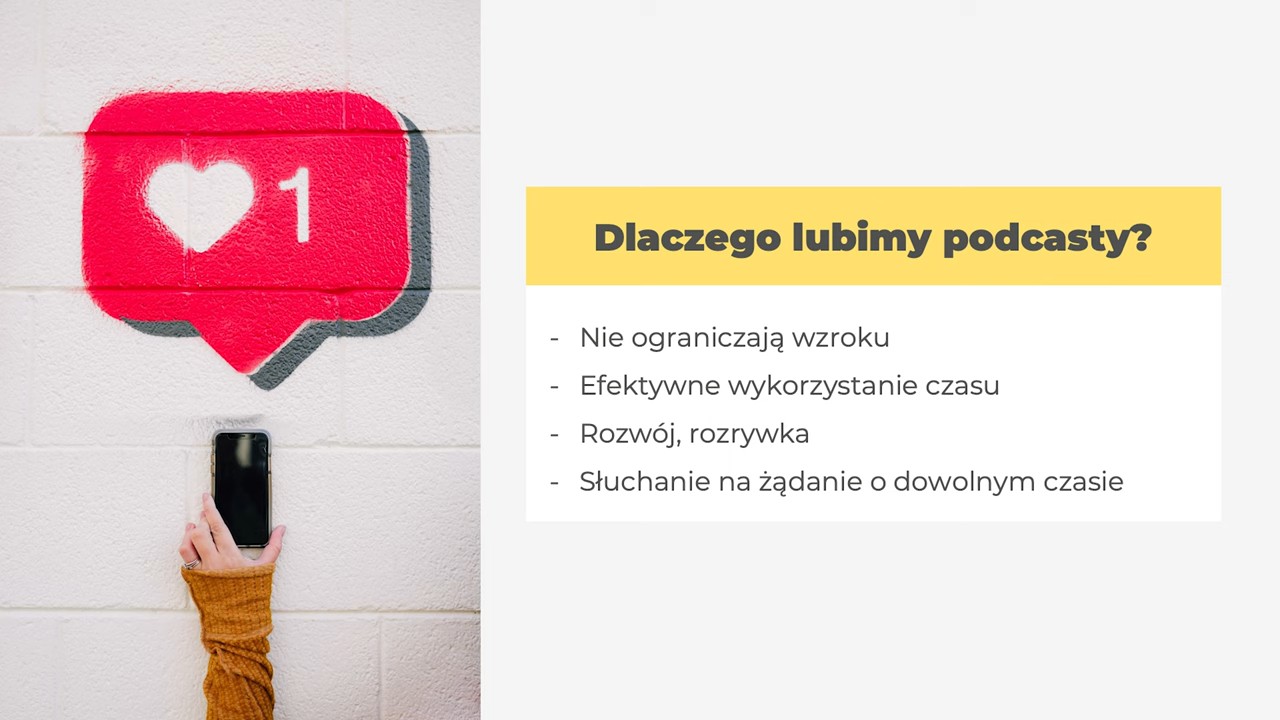 1
Dlaczego lubimy podcasty?
- Nie ograniczają wzroku
- Efektywne wykorzystanie czasu
- Rozwój, rozrywka
- Słuchanie na żądanie o dowolnym czasie